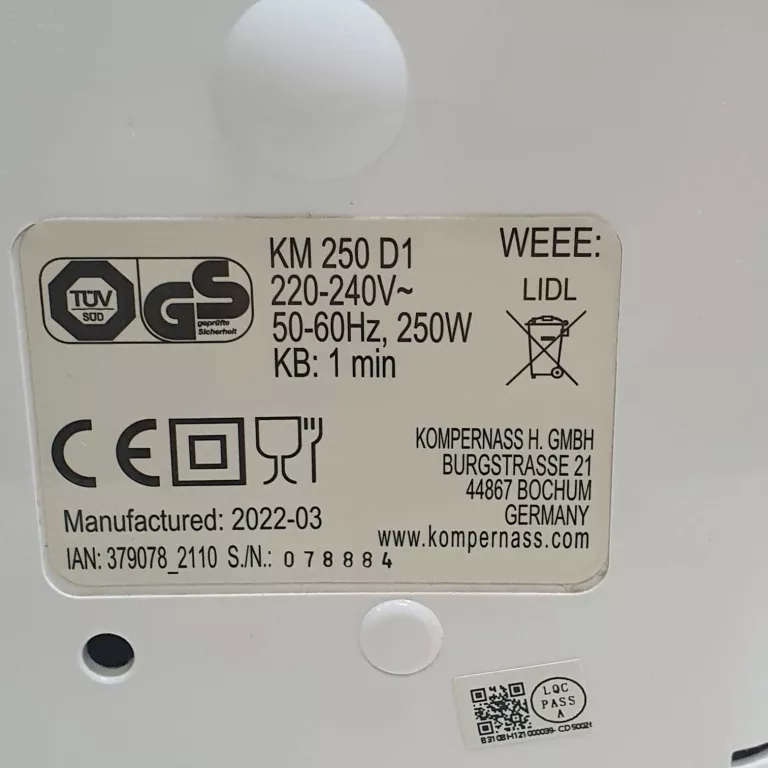 TÜV
SÜD
GS
geprüfte
Sicherheit
KM 250 D1
220-240V~
50-60Hz, 250W
KB: 1 min
WEEE:
LIDL
CE
KOMPERNASS H. GMBH
BURGSTRASSE 21
44867 BOCHUM
GERMANY
www.kompernass.com
Manufactured: 2022-03
IAN: 379078_2110 S./N.: 078884
LQC
PASS
A